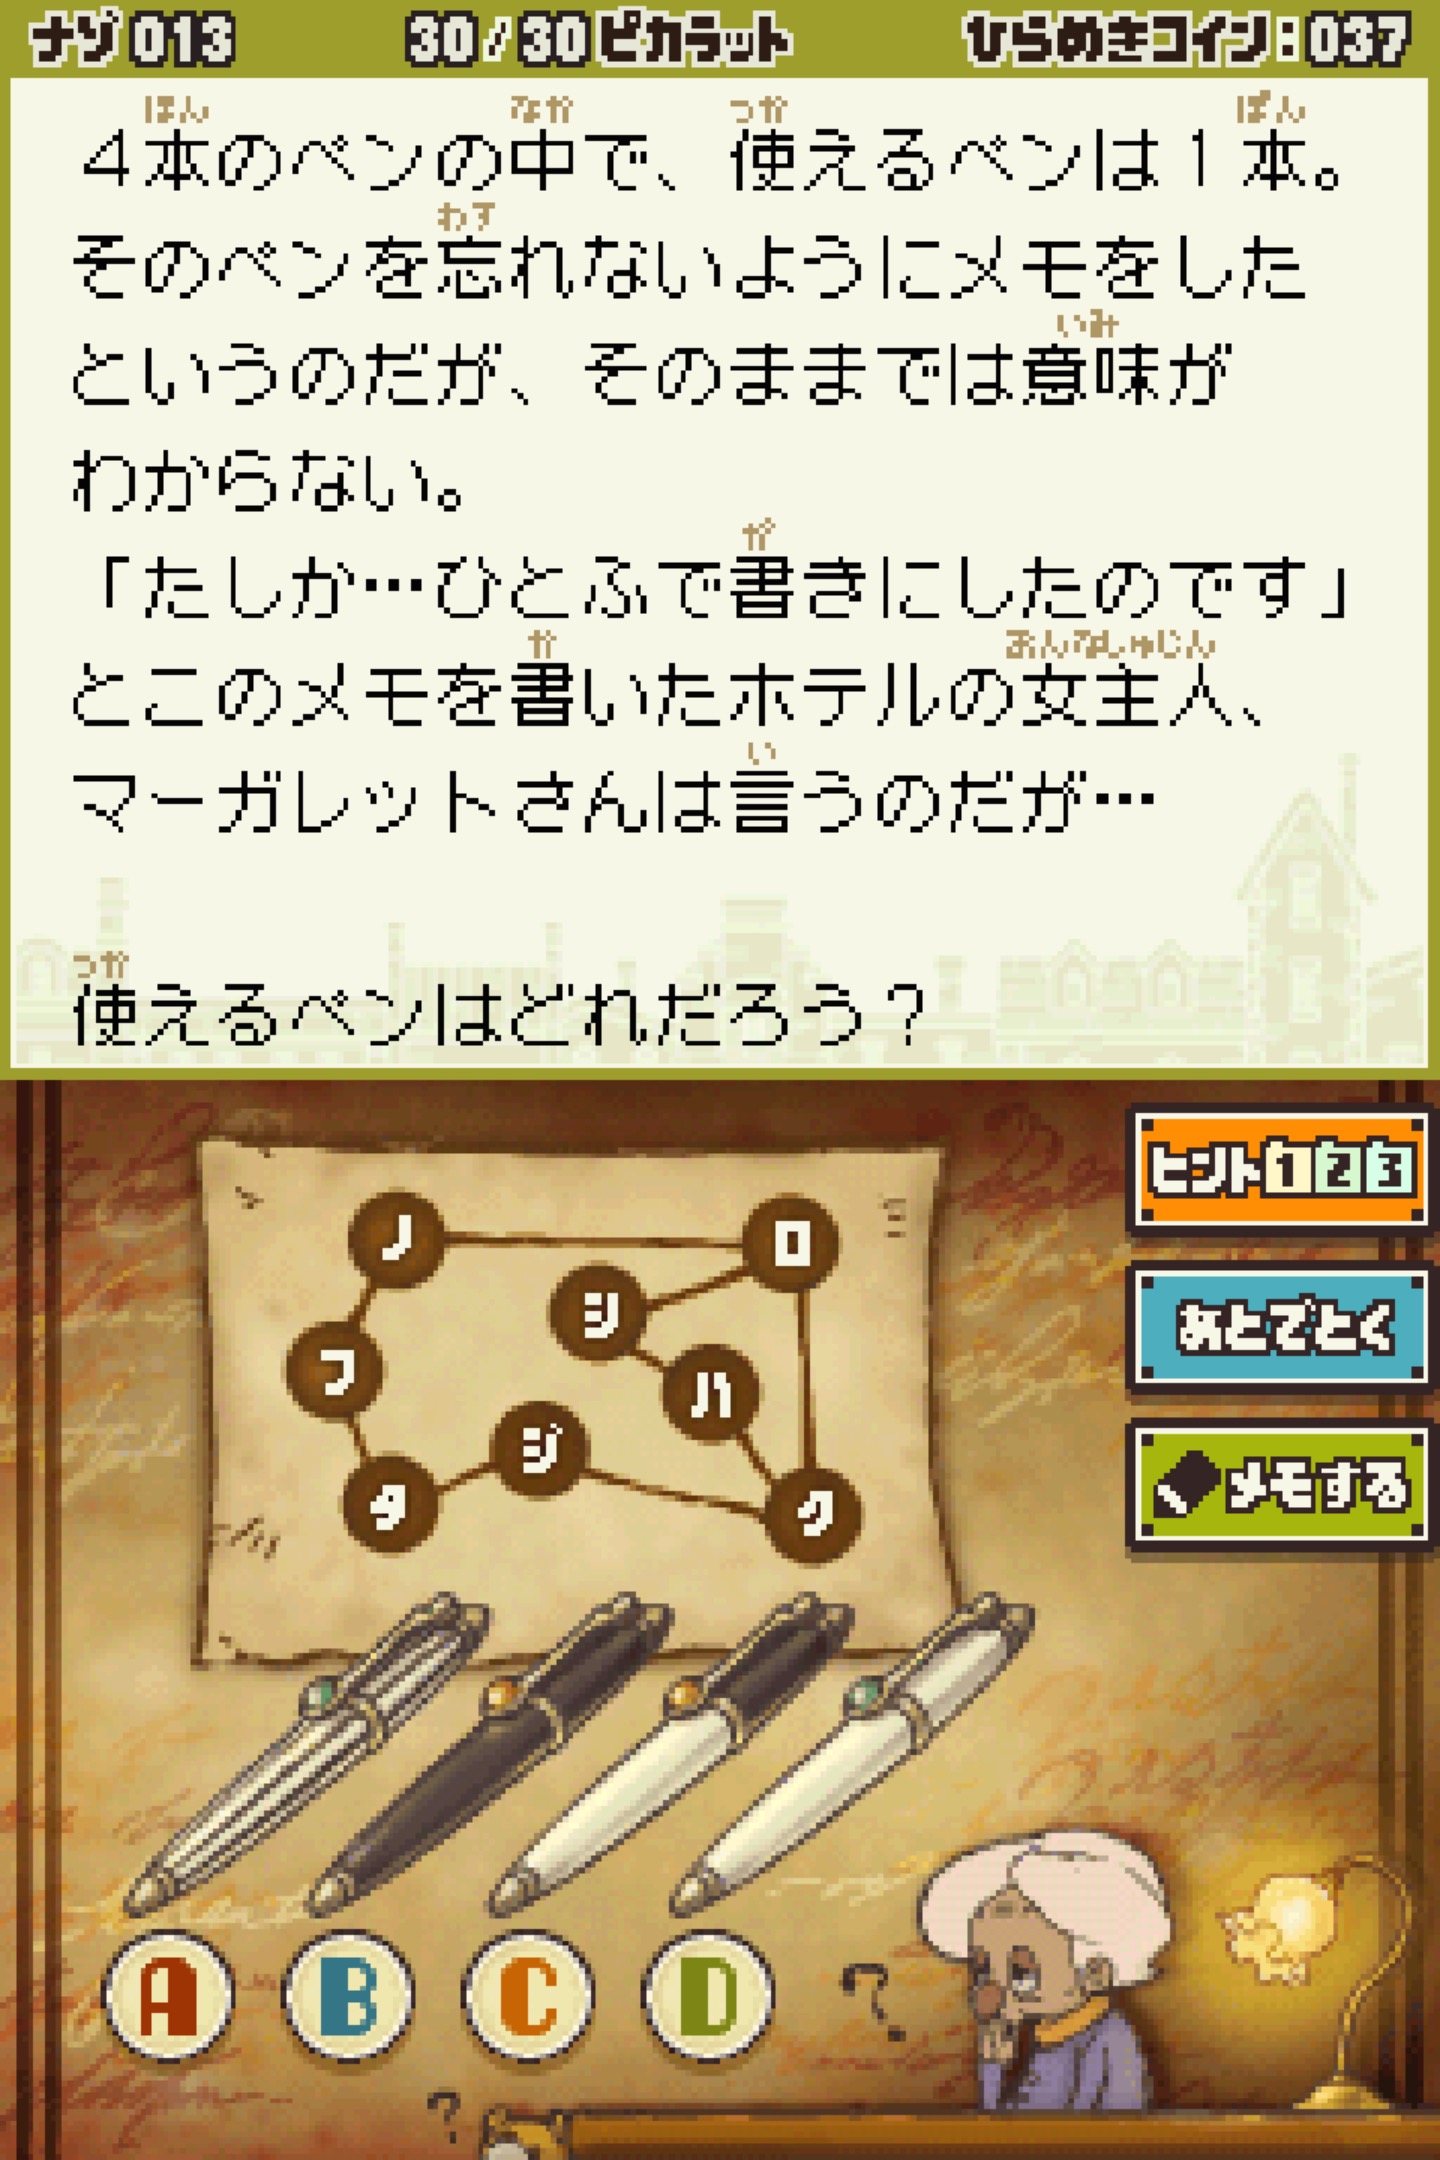 ナゾ013 30/30ピカラット ひらめきコイン:037
４本のペンの中で、使えるペンは１本。
そのペンを忘れないようにメモをした
というのだが、そのままでは意味が
わからない。
「たしか…ひとふで書きにしたのです」
とこのメモを書いたホテルの女主人、
マーガレットさんは言うのだが…
使えるペンはどれだろう？
ヒント123
あとでとく
メモする
ノ ロ
シ
フ ハ
ジ
タ ク
A B C D ?
?